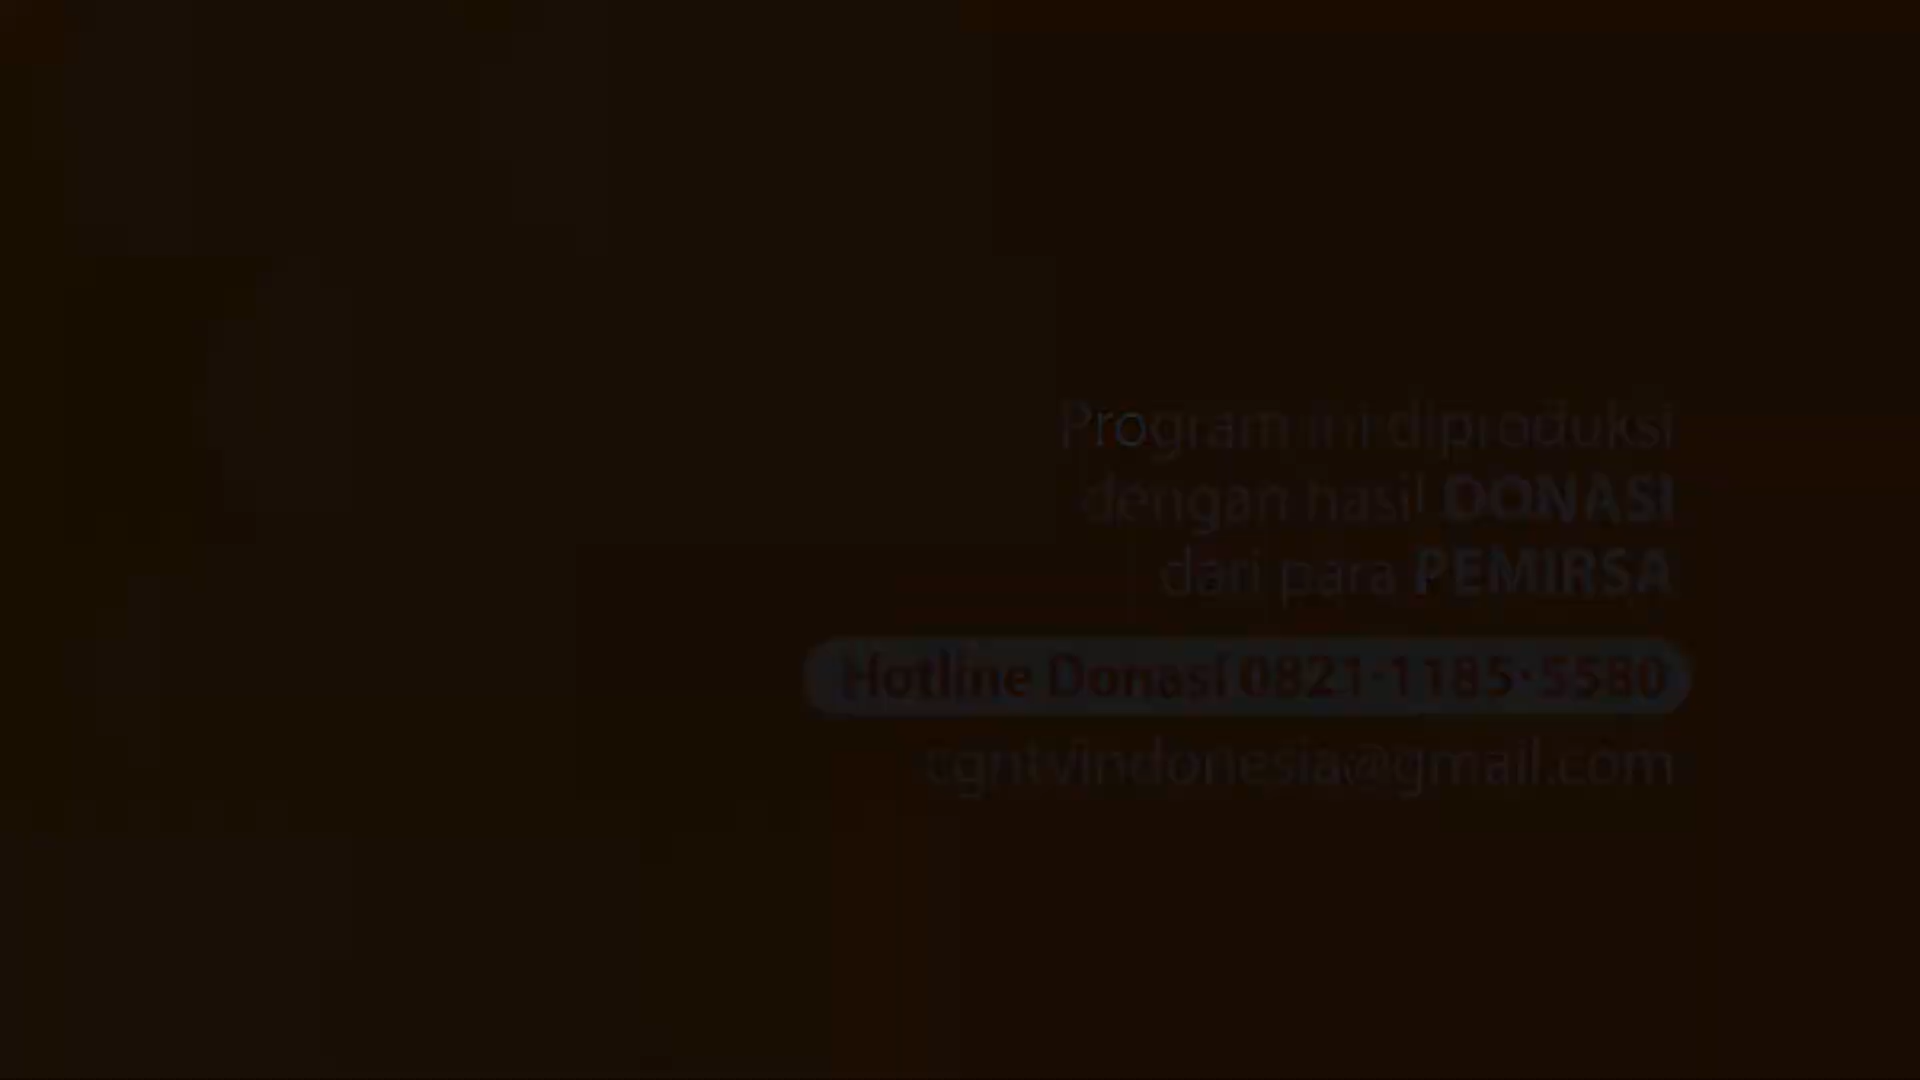 Program ini diproduksi
dengan hasil DONASI
dari para PEMIRSA
Hotline Donasi 0821·1185·5580
cgntvindonesia@gmail.com